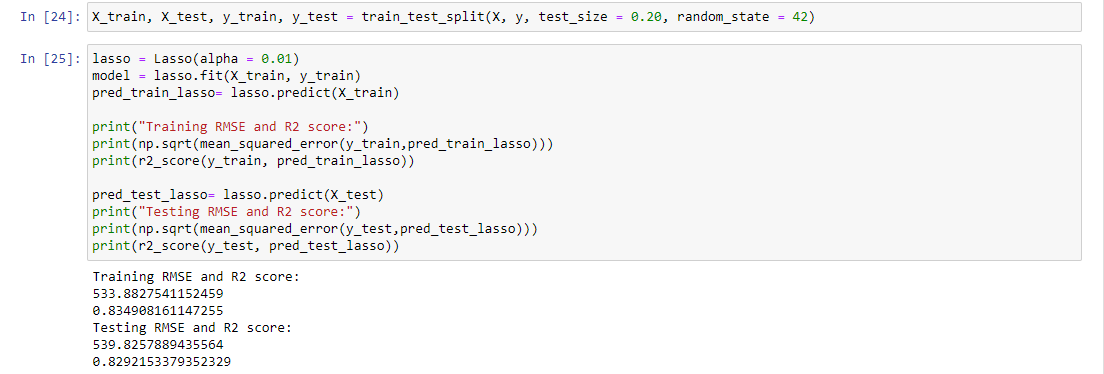 In [24]: X_train, X_test, y_train, y_test = train_test_split(X, y, test_size = 0.20, random_state = 42)
In [25]: lasso = Lasso(alpha = 0.01)
model = lasso.fit(X_train, y_train)
pred_train_lasso= lasso.predict(X_train)
print("Training RMSE and R2 score:")
print(np.sqrt(mean_squared_error(y_train,pred_train_lasso)))
print(r2_score(y_train, pred_train_lasso))
pred_test_lasso= lasso.predict(X_test)
print("Testing RMSE and R2 score:")
print(np.sqrt(mean_squared_error(y_test,pred_test_lasso)))
print(r2_score(y_test, pred_test_lasso))
Training RMSE and R2 score:
533.8827541152459
0.834908161147255
Testing RMSE and R2 score:
539.8257889435564
0.8292153379352329